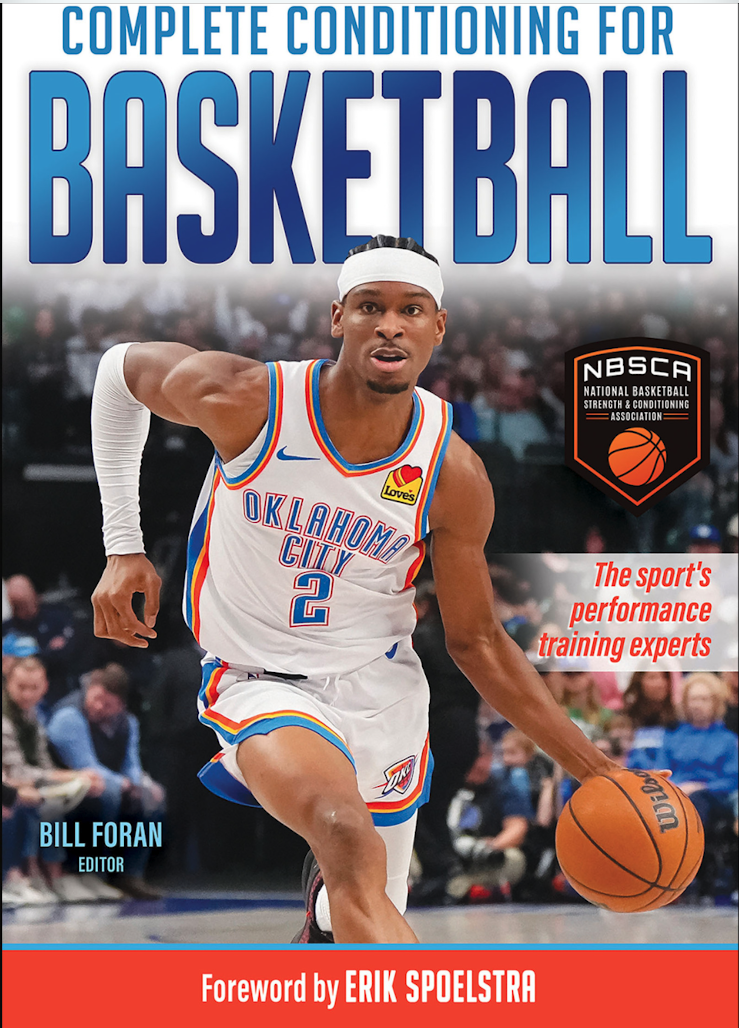 COMPLETE CONDITIONING FOR
BASKETBALL
NBSCA
NATIONAL BASKETBALL
STRENGTH & CONDITIONING
ASSOCIATION
Love's
OKLAHOMA
CITY
2
The sport's
performance
training experts
OKC
Wilson
BILL FORAN
EDITOR
Foreword by ERIK SPOELSTRA